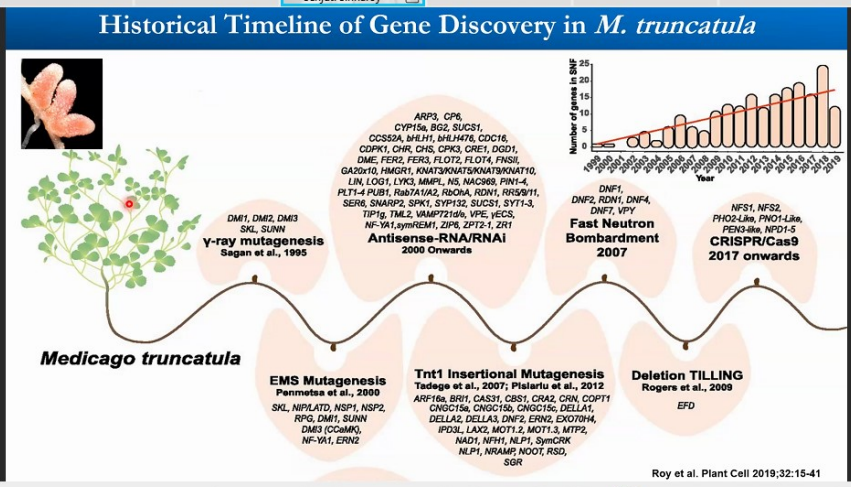 Historical Timeline of Gene Discovery in M. truncatula
Number of genes in SNF
25
20
15
10
5
0
1999
2000
2001
2002
2003
2004
2005
2006
2007
2008
2009
2010
2011
2012
2013
2014
2015
2016
2017
2018
2019
Year
ARP3, CP6,
CYP15a, BG2, SUCS1,
CCS52A, bHLH1, bHLH476, CDC16,
CDPK1, CHR, CHS, CPK3, CRE1, DGD1,
DME, FER2, FER3, FLOT2, FLOT4, FNSII,
GA20x10, HMGR1, KNAT3/KNAT5/KNAT9/KNAT10,
LIN, LOG1, LYK3, MMPL, N5, NAC969, PIN1-4,
PLT1-4 PUB1, Rab7A1/A2, RbOhA, RDN1, RR5/9/11,
SER6, SNARP2, SPK1, SYP132, SUCS1, SYT1-3,
TIP1g, TML2, VAMP721d/e, VPE, γECS,
NF-YA1,symREM1, ZIP6, ZPT2-1, ZR1
Antisense-RNA/RNAi
2000 Onwards
DMI1, DMI2, DMI3
SKL, SUNN
γ-ray mutagenesis
Sagan et al., 1995
DNF1,
DNF2, RDN1, DNF4,
DNF7, VPY
Fast Neutron
Bombardment
2007
NFS1, NFS2,
PHO2-Like, PNO1-Like,
PEN3-like, NPD1-5
CRISPR/Cas9
2017 onwards
Medicago truncatula
EMS Mutagenesis
Penmetsa et al., 2000
SKL, NIP/LATD, NSP1, NSP2,
RPG, DMI1, SUNN
DMI3 (CCaMK),
NF-YA1, ERN2
Tnt1 Insertional Mutagenesis
Tadege et al., 2007; Pislariu et al., 2012
ARF16a, BRI1, CAS31, CBS1, CRA2, CRN, COPT1
CNGC15a, CNGC15b, CNGC15c, DELLA1,
DELLA2, DELLA3, DNF2, ERN2, EXO70H4,
IPD3L, LAX2, MOT1.2, MOT1.3, MTP2,
NAD1, NFH1, NLP1, SymCRK
NLP1, NRAMP, NOOT, RSD,
SGR
Deletion TILLING
Rogers et al., 2009
EFD
Roy et al. Plant Cell 2019;32:15-41